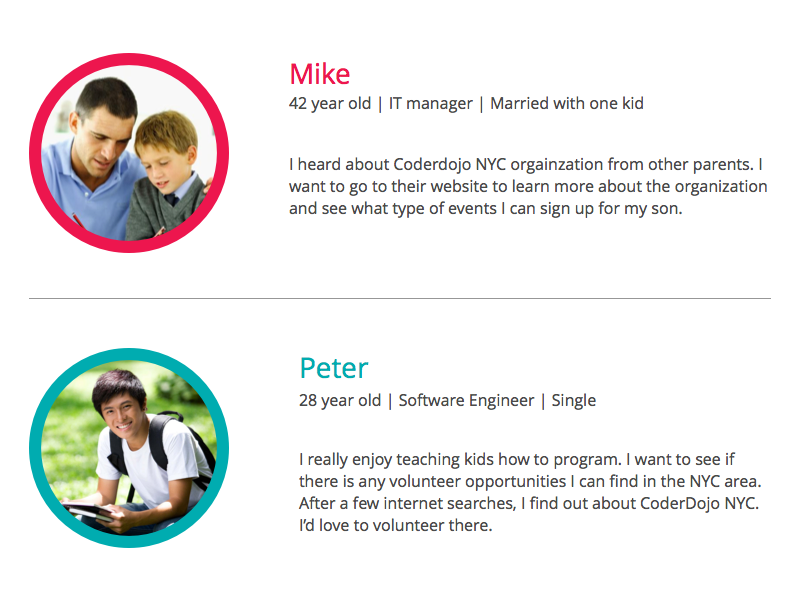 Mike
42 year old | IT manager | Married with one kid
I heard about Coderdojo NYC orgainzation from other parents. I
want to go to their website to learn more about the organization
and see what type of events I can sign up for my son.
Peter
28 year old | Software Engineer | Single
I really enjoy teaching kids how to program. I want to see if
there is any volunteer opportunities I can find in the NYC area.
After a few internet searches, I find out about CoderDojo NYC.
I’d love to volunteer there.